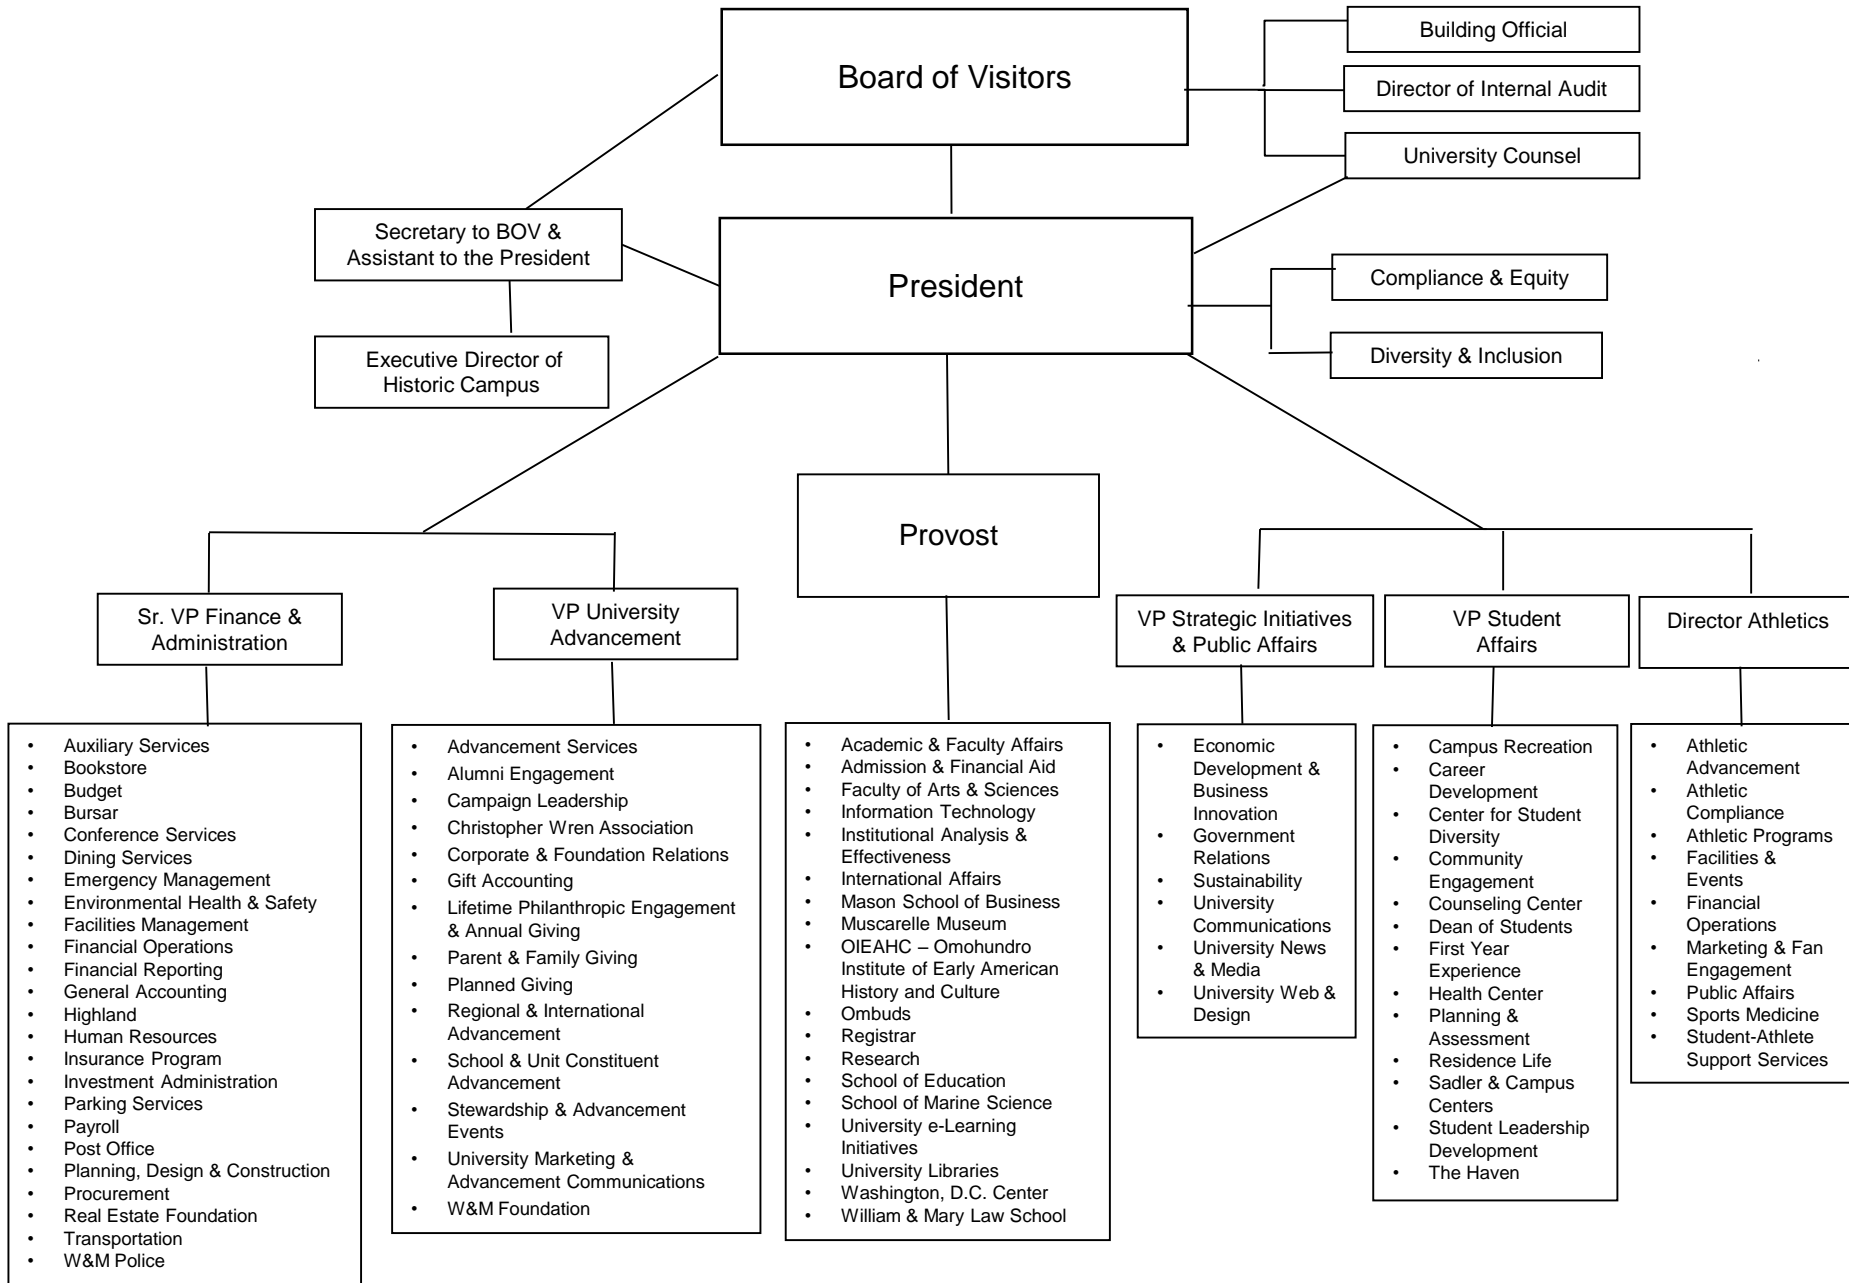 Board of Visitors
Building Official
Director of Internal Audit
University Counsel
Secretary to BOV &
Assistant to the President
President
Compliance & Equity
Executive Director of
Historic Campus
Diversity & Inclusion
Provost
Sr. VP Finance &
Administration
VP University
Advancement
VP Strategic Initiatives
& Public Affairs
VP Student
Affairs
Director Athletics
• Auxiliary Services
• Bookstore
• Budget
• Bursar
• Conference Services
• Dining Services
• Emergency Management
• Environmental Health & Safety
• Facilities Management
• Financial Operations
• Financial Reporting
• General Accounting
• Highland
• Human Resources
• Insurance Program
• Investment Administration
• Parking Services
• Payroll
• Post Office
• Planning, Design & Construction
• Procurement
• Real Estate Foundation
• Transportation
• W&M Police
• Advancement Services
• Alumni Engagement
• Campaign Leadership
• Christopher Wren Association
• Corporate & Foundation Relations
• Gift Accounting
• Lifetime Philanthropic Engagement
& Annual Giving
• Parent & Family Giving
• Planned Giving
• Regional & International
Advancement
• School & Unit Constituent
Advancement
• Stewardship & Advancement
Events
• University Marketing &
Advancement Communications
• W&M Foundation
• Academic & Faculty Affairs
• Admission & Financial Aid
• Faculty of Arts & Sciences
• Information Technology
• Institutional Analysis &
Effectiveness
• International Affairs
• Mason School of Business
• Muscarelle Museum
• OIEAHC – Omohundro
Institute of Early American
History and Culture
• Ombuds
• Registrar
• Research
• School of Education
• School of Marine Science
• University e-Learning
Initiatives
• University Libraries
• Washington, D.C. Center
• William & Mary Law School
• Economic
Development &
Business
Innovation
• Government
Relations
• Sustainability
• University
Communications
• University News
& Media
• University Web &
Design
• Campus Recreation
• Career
Development
• Center for Student
Diversity
• Community
Engagement
• Counseling Center
• Dean of Students
• First Year
Experience
• Health Center
• Planning &
Assessment
• Residence Life
• Sadler & Campus
Centers
• Student Leadership
Development
• The Haven
• Athletic
Advancement
• Athletic
Compliance
• Athletic Programs
• Facilities &
Events
• Financial
Operations
• Marketing & Fan
Engagement
• Public Affairs
• Sports Medicine
• Student-Athlete
Support Services